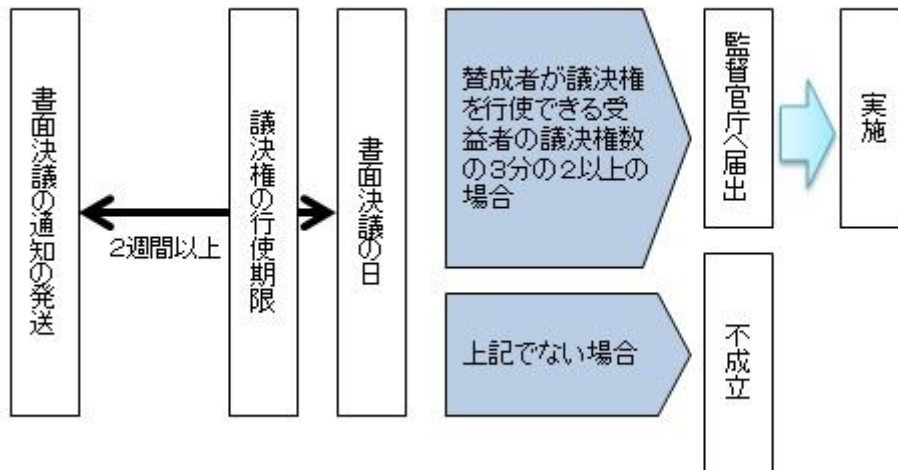 書面決議の通知の発送
2週間以上
議決権の行使期限
書面決議の日
賛成者が議決権
を行使できる受
益者の議決権数
の3分の2以上の
場合
監督官庁へ届出
実施
上記でない場合
不成立